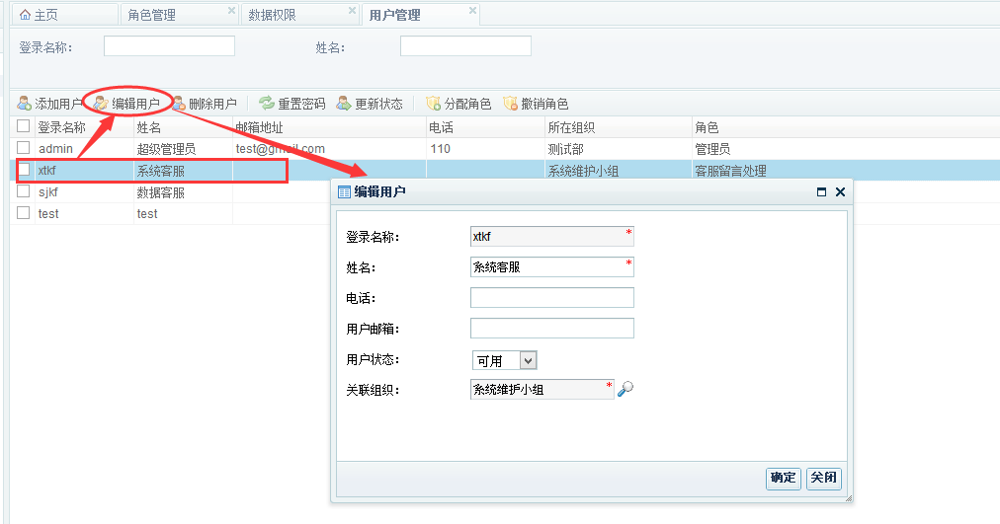 主页 角色管理 数据权限 用户管理
登录名称： 姓名：
添加用户 编辑用户 删除用户 重置密码 更新状态 分配角色 撤销角色
登录名称 姓名 邮箱地址 电话 所在组织 角色
admin 超级管理员 test@gmail.com 110 测试部 管理员
xtkf 系统客服 系统维护小组 客服留言处理
sjkf 数据客服
test test
编辑用户
登录名称： xtkf *
姓名： 系统客服 *
电话：
用户邮箱：
用户状态： 可用
关联组织： 系统维护小组 *
确定 关闭